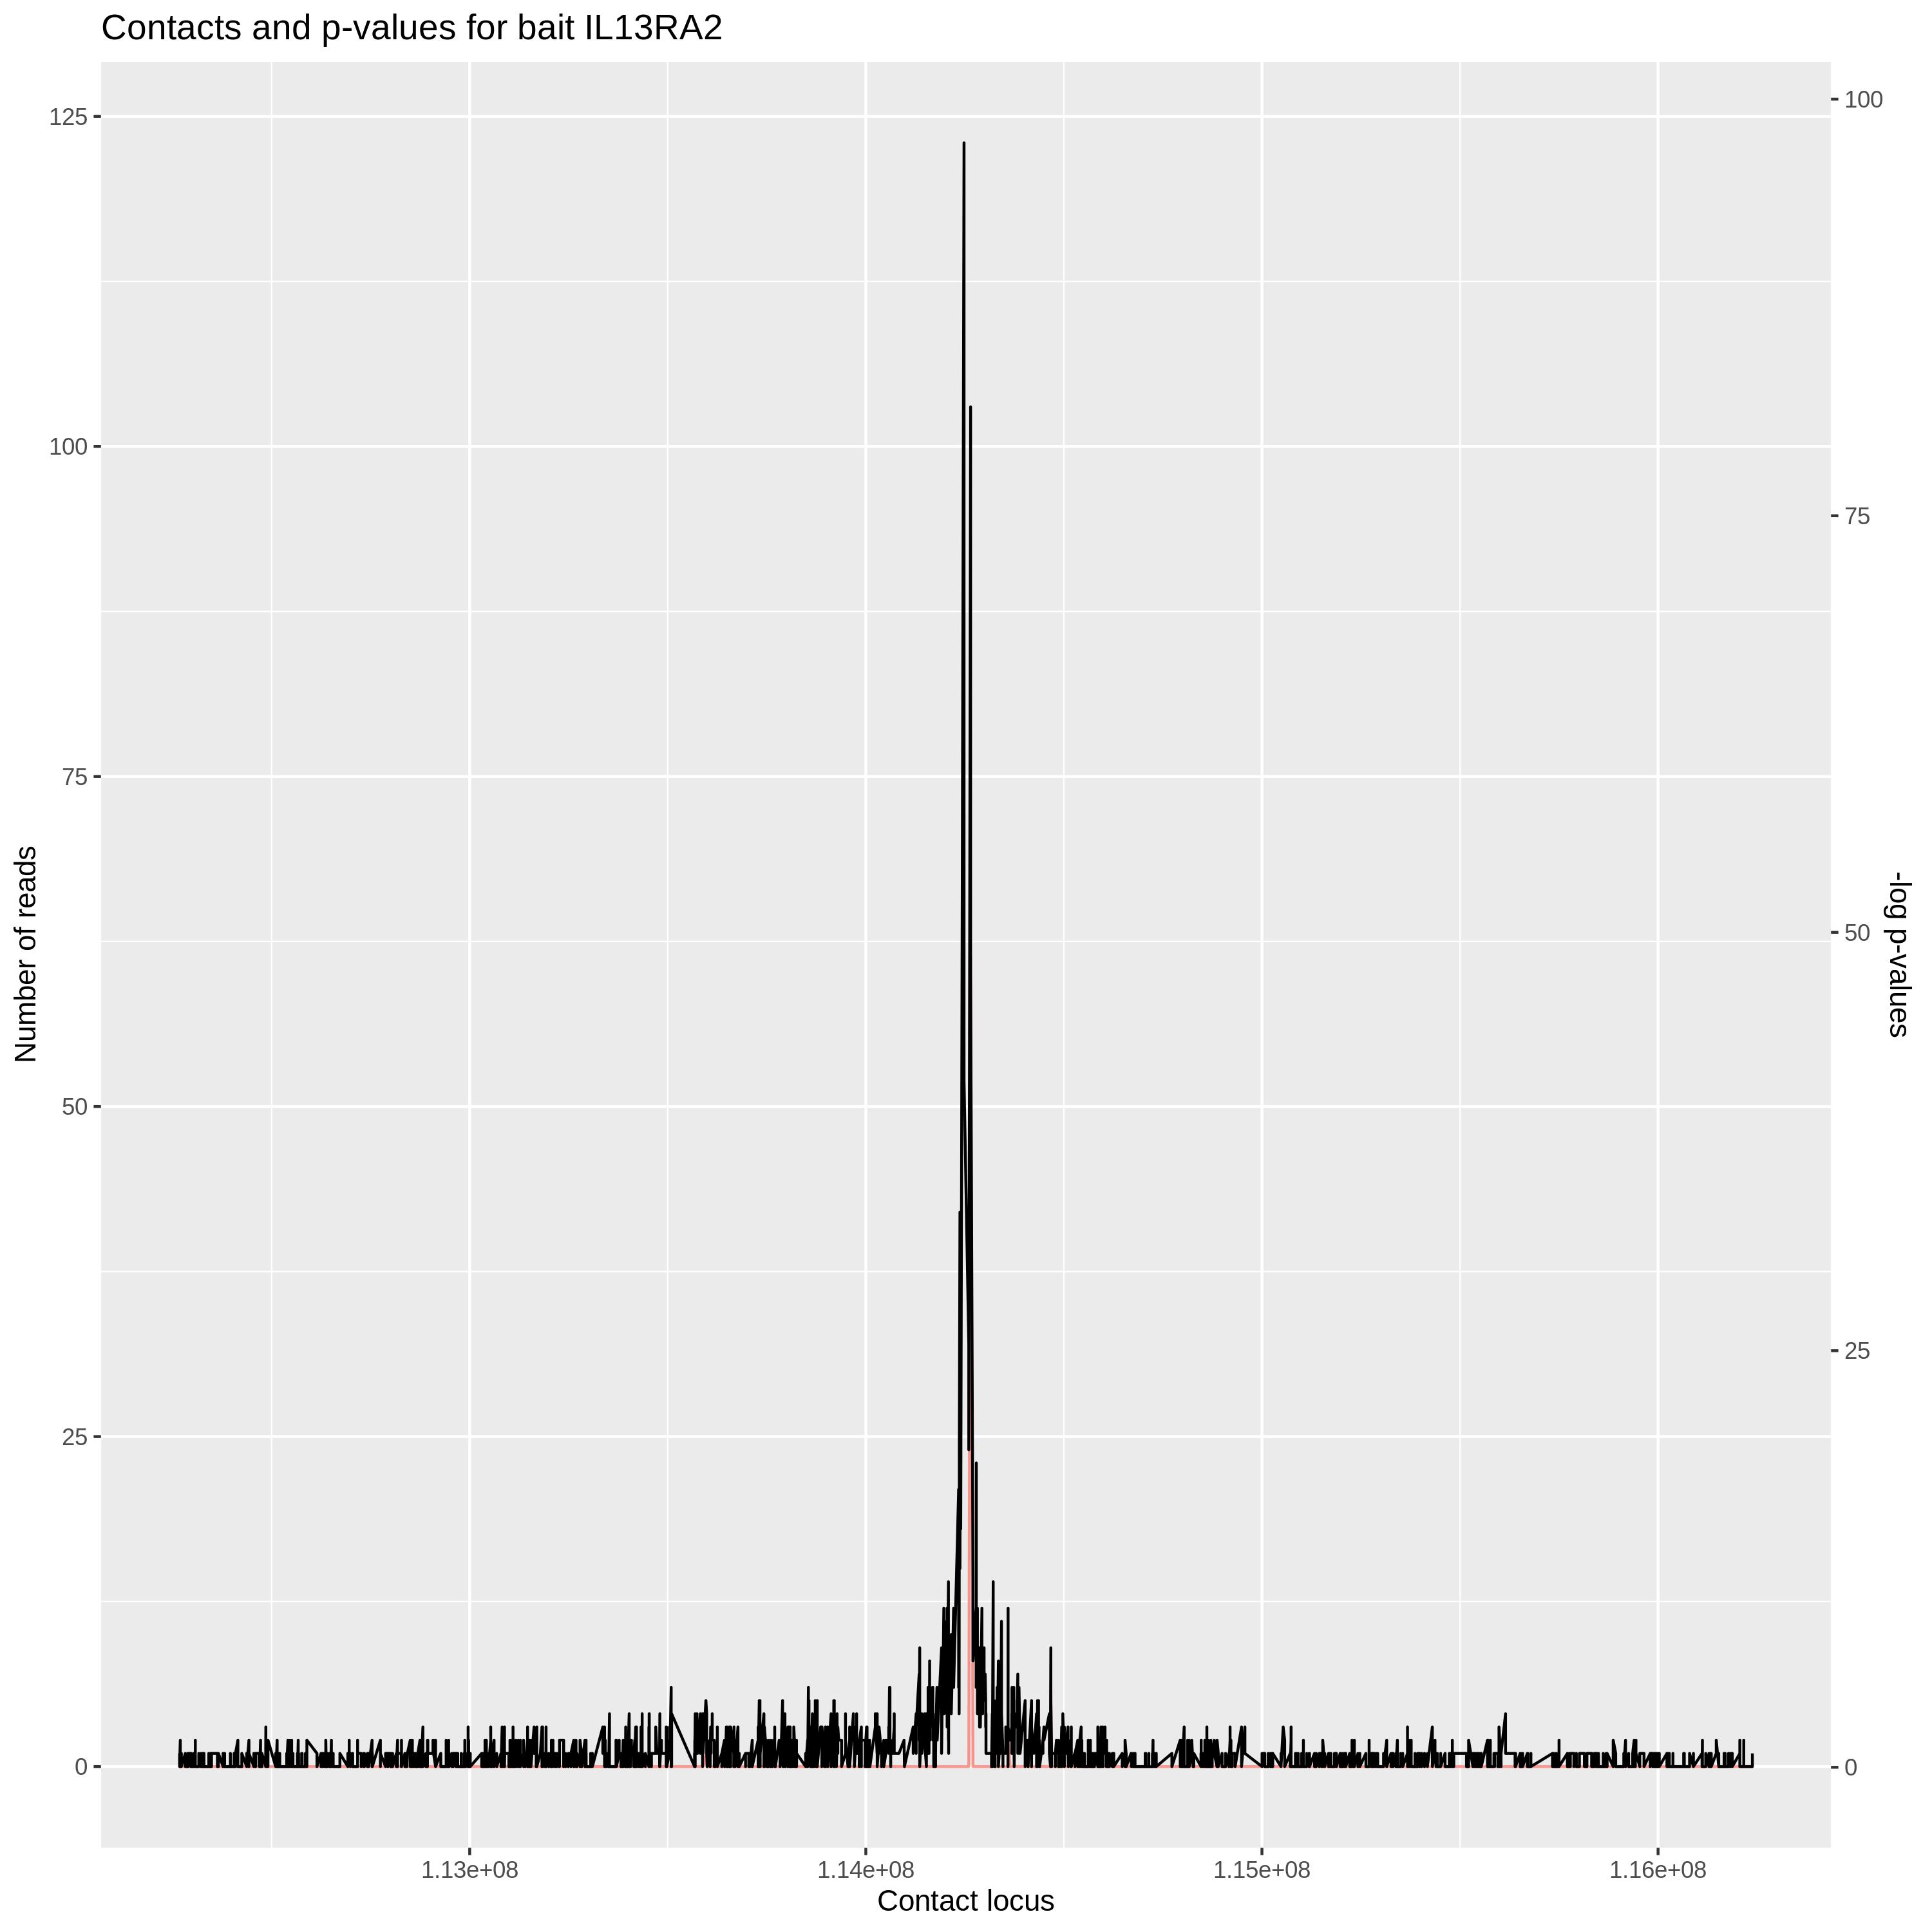 Contacts and p-values for bait IL13RA2
125
100
75
50
25
0
Number of reads
100
75
50
25
0
-log p-values
1.13e+08
1.14e+08
1.15e+08
1.16e+08
Contact locus